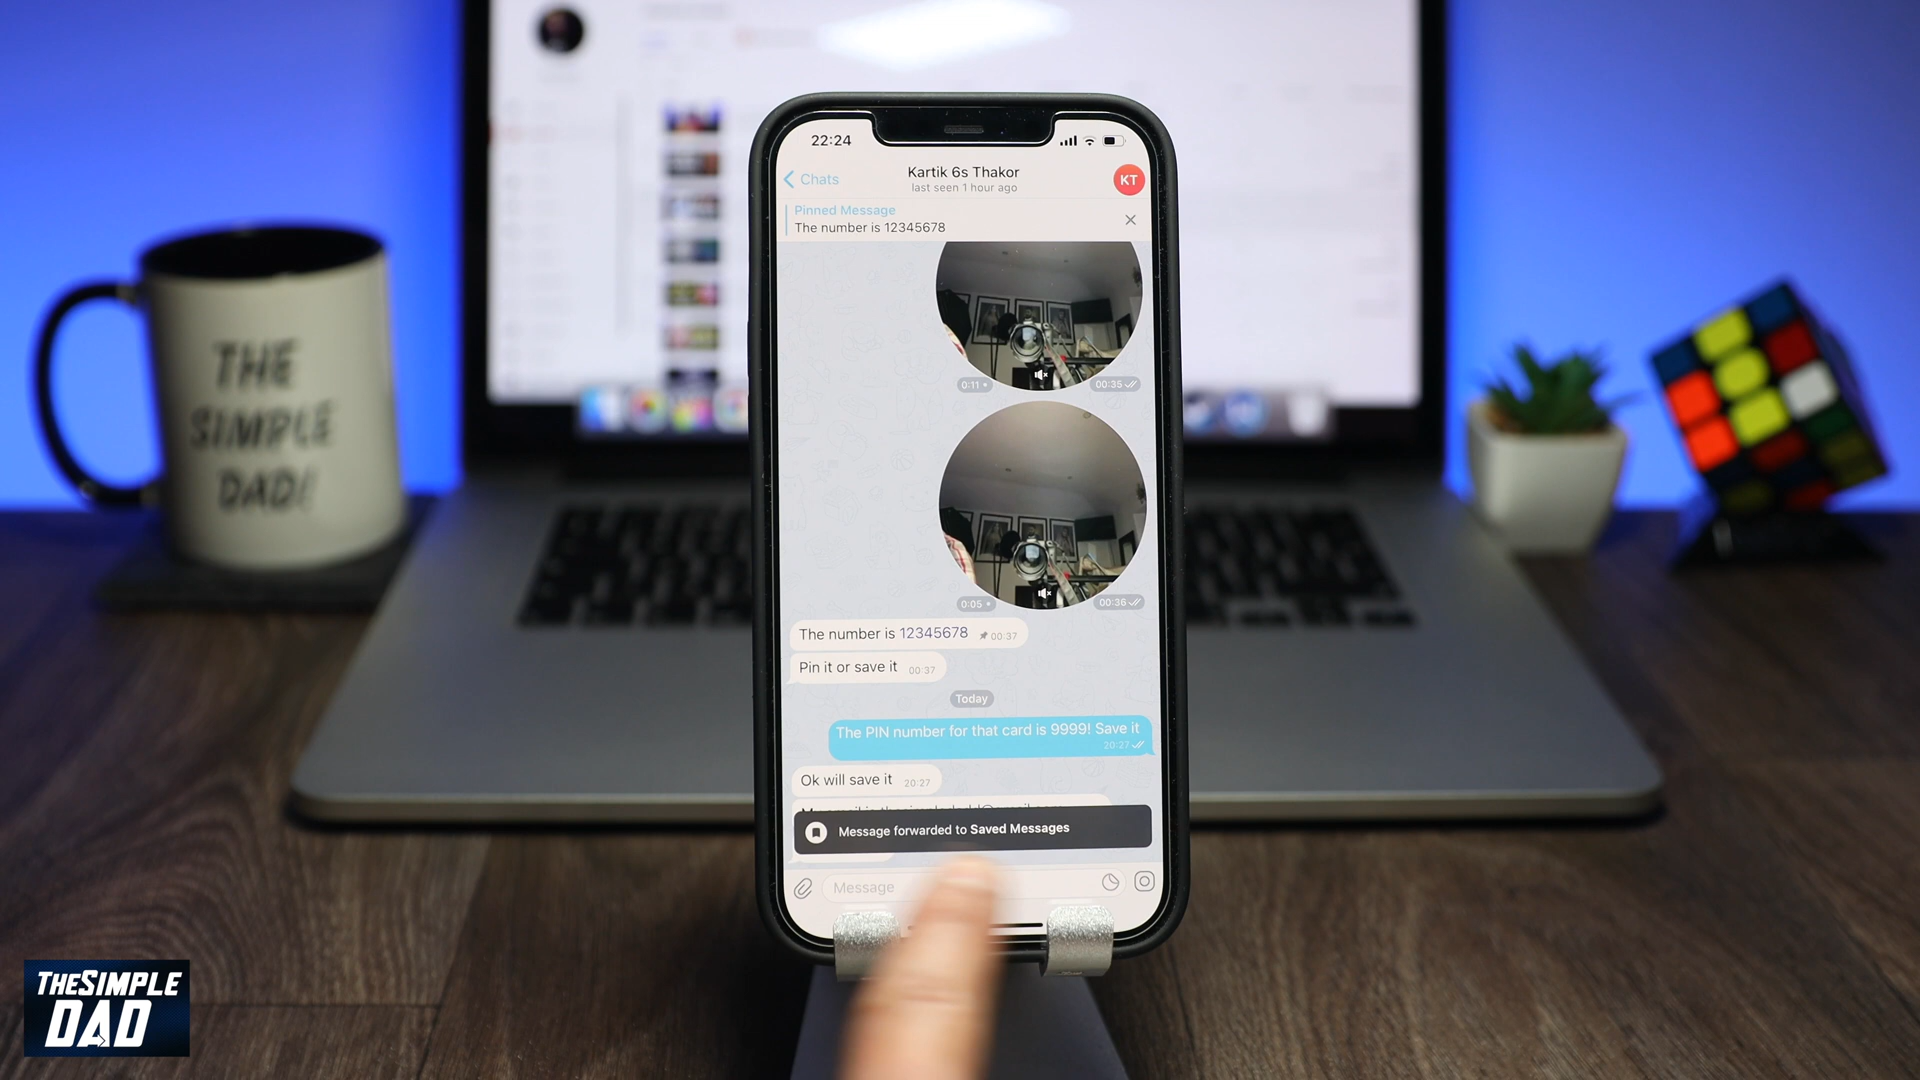 THE
SIMPLE
DAD!
22:24
Chats
Kartik 6s Thakor
last seen 1 hour ago
KT
Pinned Message
The number is 12345678
0:11
00:35
0:05
00:36
The number is 12345678 00:37
Pin it or save it 00:37
Today
The PIN number for that card is 9999! Save it
20:27
Ok will save it 20:27
Message forwarded to Saved Messages
Message
THE SIMPLE
DAD